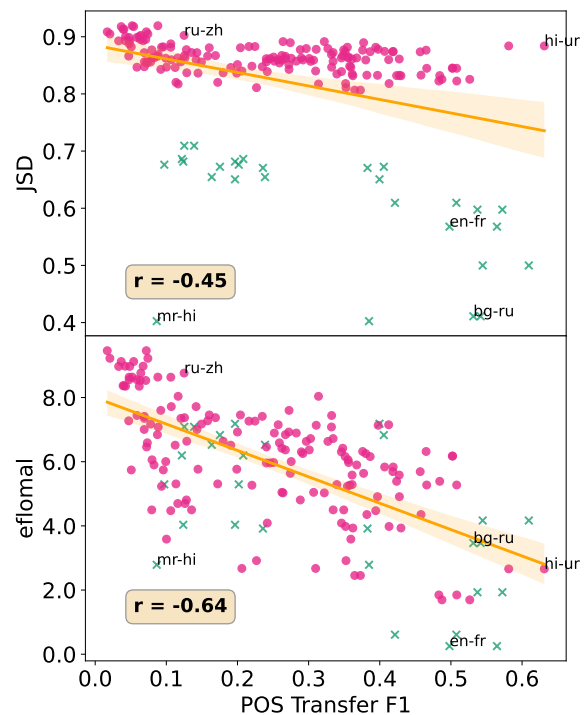 0.9
ru-zh
hi-ur
0.8
0.7
JSD
0.6
en-fr
0.5
r = -0.45
0.4
mr-hi
bg-ru
ru-zh
8.0
6.0
eflomal
4.0
bg-ru
mr-hi
hi-ur
2.0
r = -0.64
en-fr
0.0
0.0 0.1 0.2 0.3 0.4 0.5 0.6
POS Transfer F1